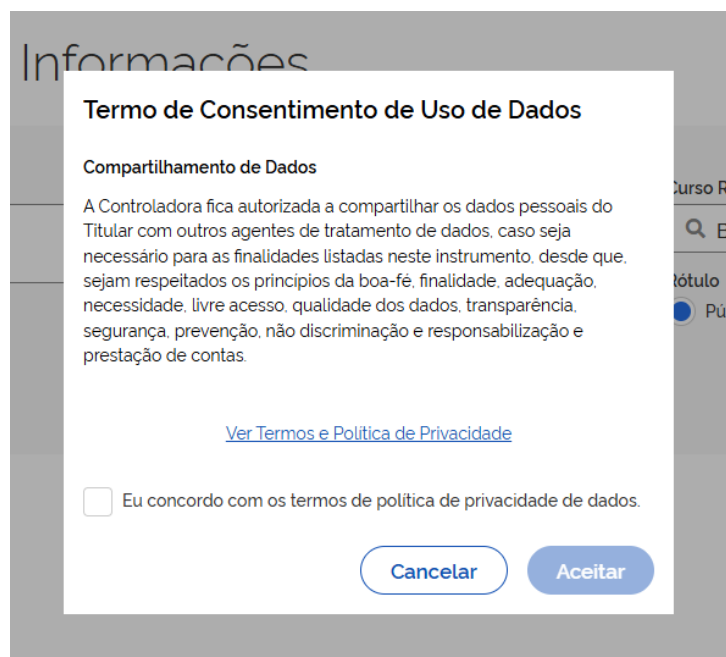 Informações
Termo de Consentimento de Uso de Dados
Compartilhamento de Dados
A Controladora fica autorizada a compartilhar os dados pessoais do
Titular com outros agentes de tratamento de dados, caso seja
necessário para as finalidades listadas neste instrumento, desde que,
sejam respeitados os princípios da boa-fé, finalidade, adequação,
necessidade, livre acesso, qualidade dos dados, transparência,
segurança, prevenção, não discriminação e responsabilização e
prestação de contas.
Ver Termos e Política de Privacidade
Eu concordo com os termos de política de privacidade de dados.
Cancelar
Aceitar
Curso
Rótulo